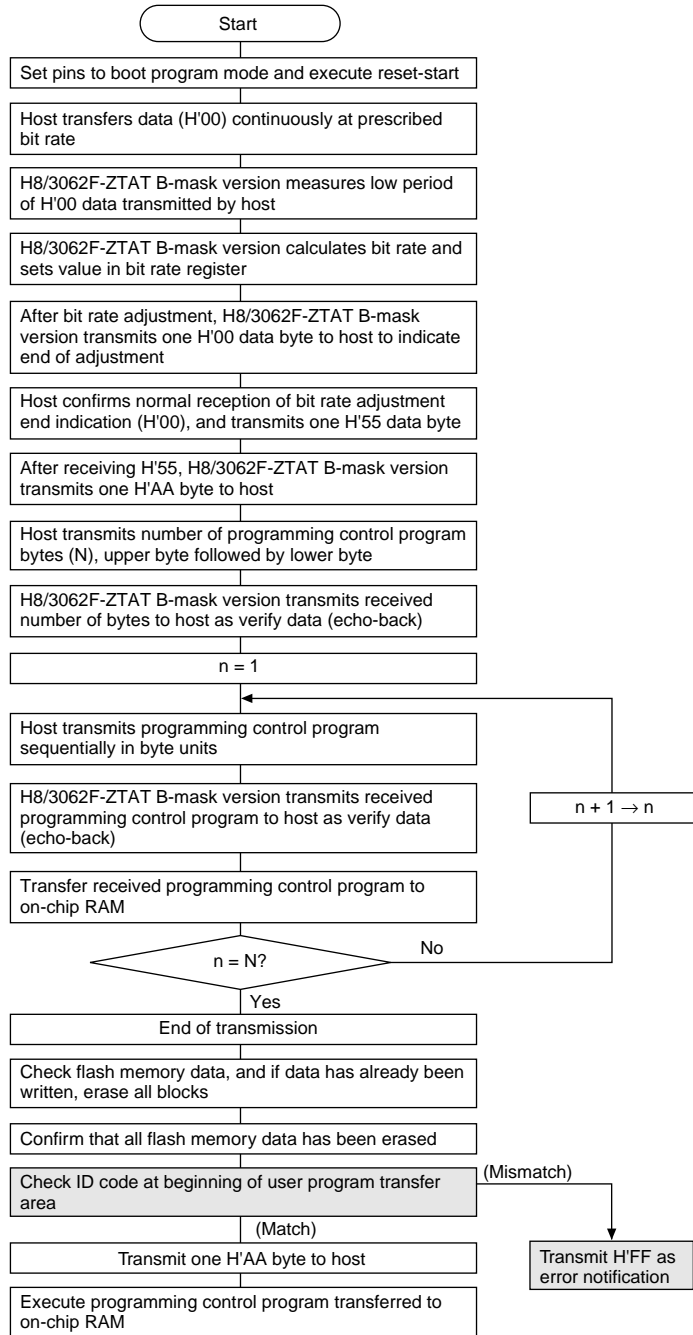 Start
Set pins to boot program mode and execute reset-start
Host transfers data (H'00) continuously at prescribed
bit rate
H8/3062F-ZTAT B-mask version measures low period
of H'00 data transmitted by host
H8/3062F-ZTAT B-mask version calculates bit rate and
sets value in bit rate register
After bit rate adjustment, H8/3062F-ZTAT B-mask
version transmits one H'00 data byte to host to indicate
end of adjustment
Host confirms normal reception of bit rate adjustment
end indication (H'00), and transmits one H'55 data byte
After receiving H'55, H8/3062F-ZTAT B-mask version
transmits one H'AA byte to host
Host transmits number of programming control program
bytes (N), upper byte followed by lower byte
H8/3062F-ZTAT B-mask version transmits received
number of bytes to host as verify data (echo-back)
n = 1
Host transmits programming control program
sequentially in byte units
H8/3062F-ZTAT B-mask version transmits received
programming control program to host as verify data
(echo-back)
n + 1 → n
Transfer received programming control program to
on-chip RAM
n = N?
No
Yes
End of transmission
Check flash memory data, and if data has already been
written, erase all blocks
Confirm that all flash memory data has been erased
Check ID code at beginning of user program transfer
area
(Mismatch)
(Match)
Transmit one H'AA byte to host
Transmit H'FF as
error notification
Execute programming control program transferred to
on-chip RAM